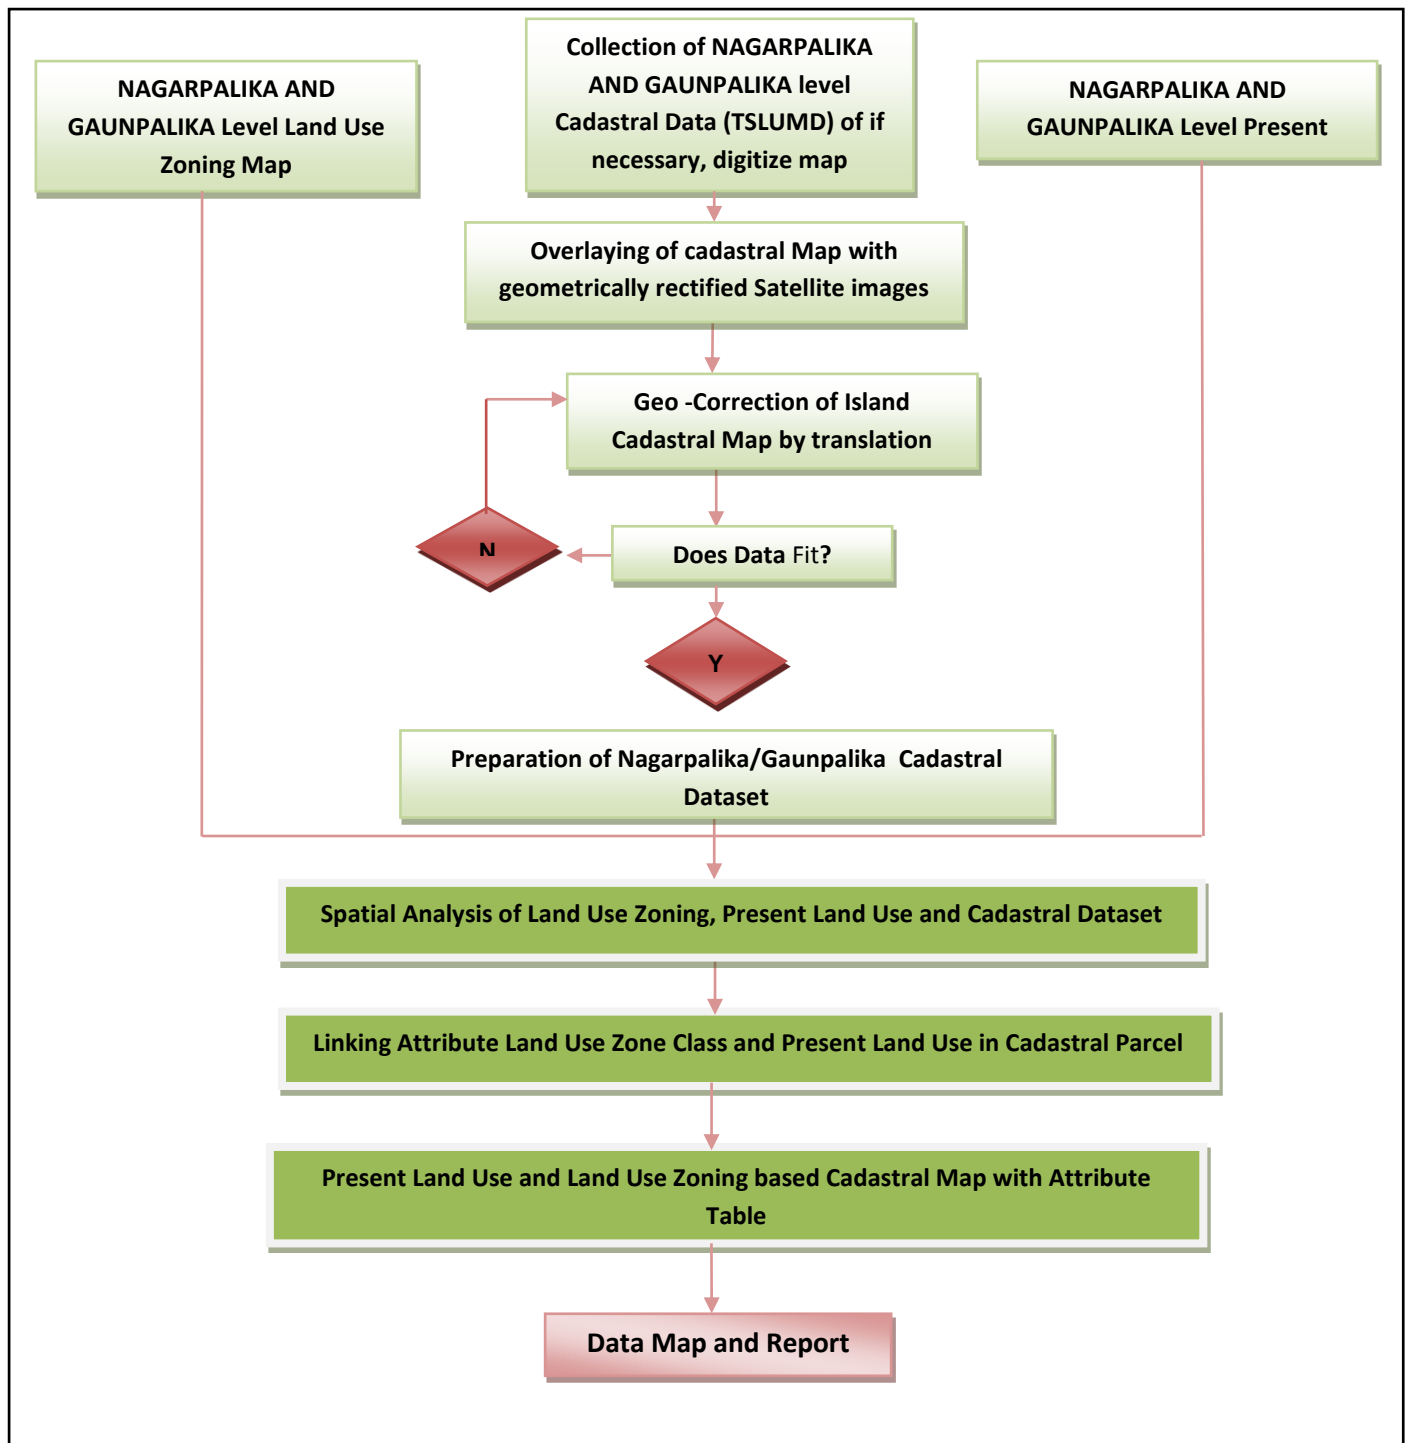 NAGARPALIKA AND
GAUNPALIKA Level Land Use
Zoning Map
Collection of NAGARPALIKA
AND GAUNPALIKA level
Cadastral Data (TSLUMD) of if
necessary, digitize map
NAGARPALIKA AND
GAUNPALIKA Level Present
Overlaying of cadastral Map with
geometrically rectified Satellite images
Geo -Correction of Island
Cadastral Map by translation
N
Does Data Fit?
Y
Preparation of Nagarpalika/Gaunpalika Cadastral
Dataset
Spatial Analysis of Land Use Zoning, Present Land Use and Cadastral Dataset
Linking Attribute Land Use Zone Class and Present Land Use in Cadastral Parcel
Present Land Use and Land Use Zoning based Cadastral Map with Attribute
Table
Data Map and Report